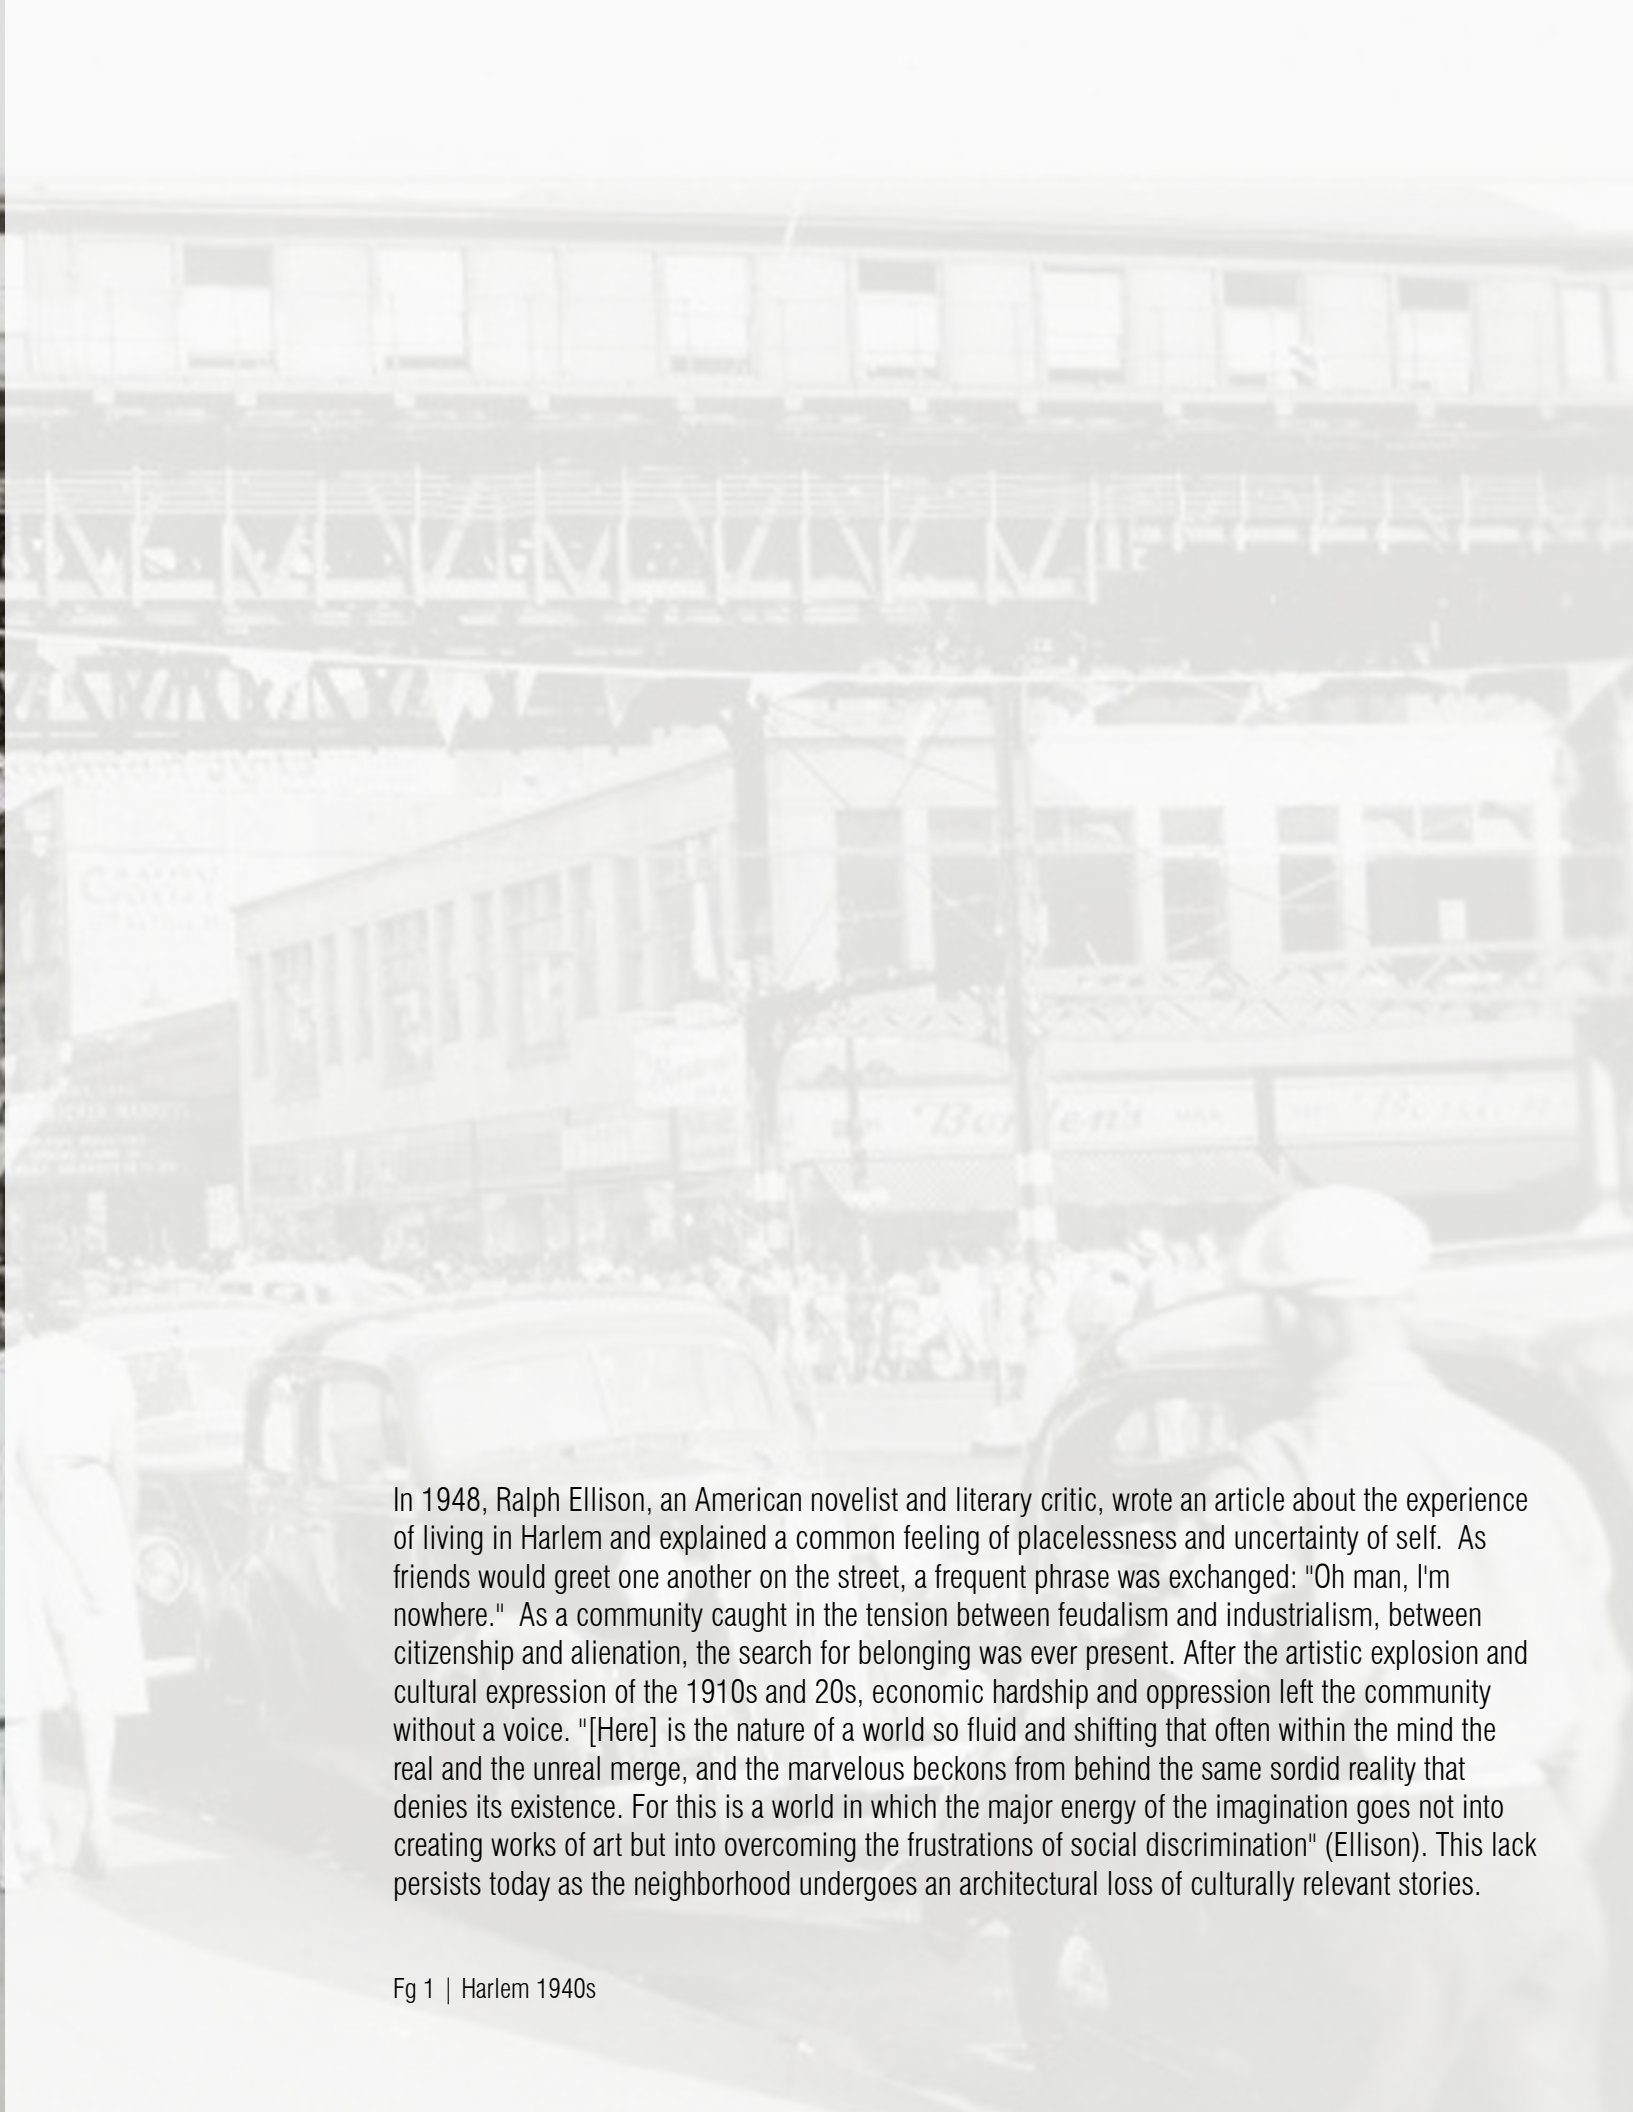 Borden's
In 1948, Ralph Ellison, an American novelist and literary critic, wrote an article about the experience
of living in Harlem and explained a common feeling of placelessness and uncertainty of self.  As
friends would greet one another on the street, a frequent phrase was exchanged: "Oh man, I'm
nowhere."  As a community caught in the tension between feudalism and industrialism, between
citizenship and alienation, the search for belonging was ever present. After the artistic explosion and
cultural expression of the 1910s and 20s, economic hardship and oppression left the community
without a voice. "[Here] is the nature of a world so fluid and shifting that often within the mind the
real and the unreal merge, and the marvelous beckons from behind the same sordid reality that
denies its existence. For this is a world in which the major energy of the imagination goes not into
creating works of art but into overcoming the frustrations of social discrimination" (Ellison). This lack
persists today as the neighborhood undergoes an architectural loss of culturally relevant stories.
Fg 1 | Harlem 1940s